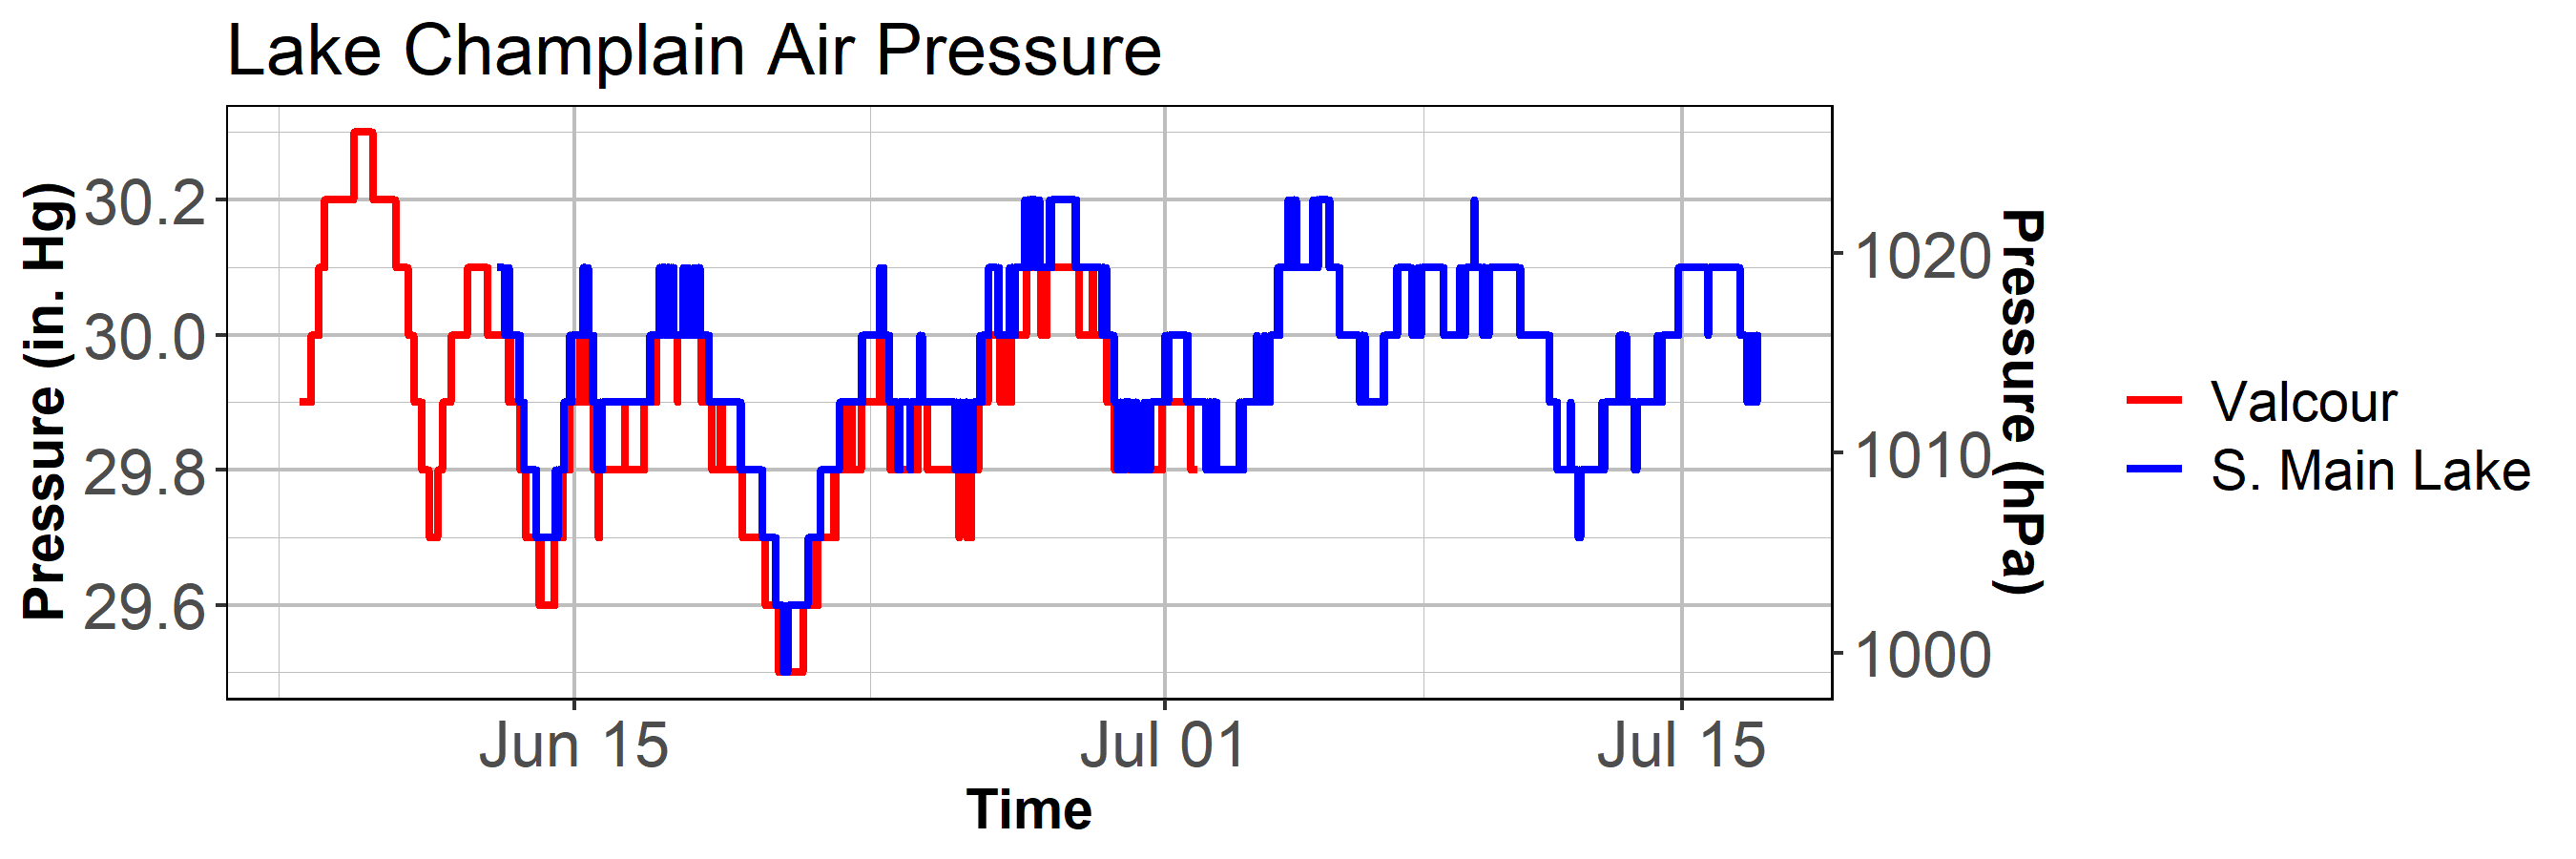 Lake Champlain Air Pressure
Pressure (in. Hg)
30.2
30.0
29.8
29.6
1020
1010
1000
Pressure (hPa)
Jun 15
Jul 01
Jul 15
Time
Valcour
S. Main Lake